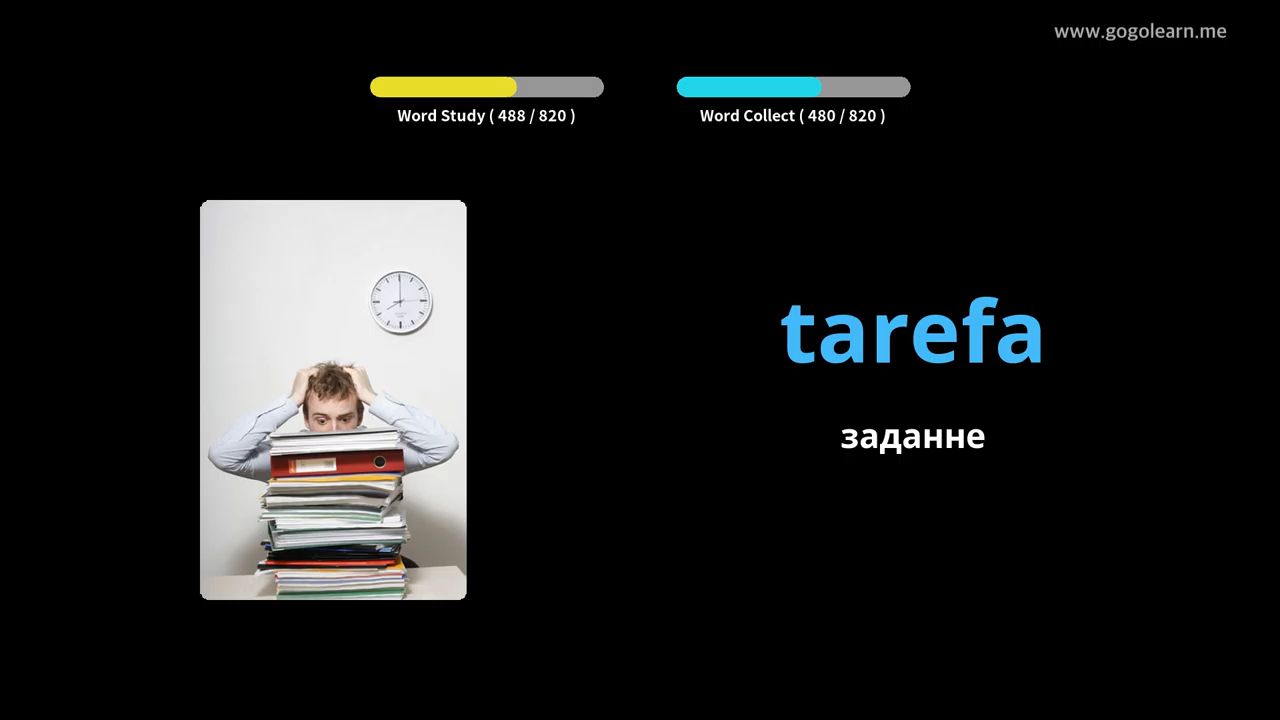 www.gogolearn.me
Word Study ( 488 / 820 )
Word Collect ( 480 / 820 )
tarefa
заданне